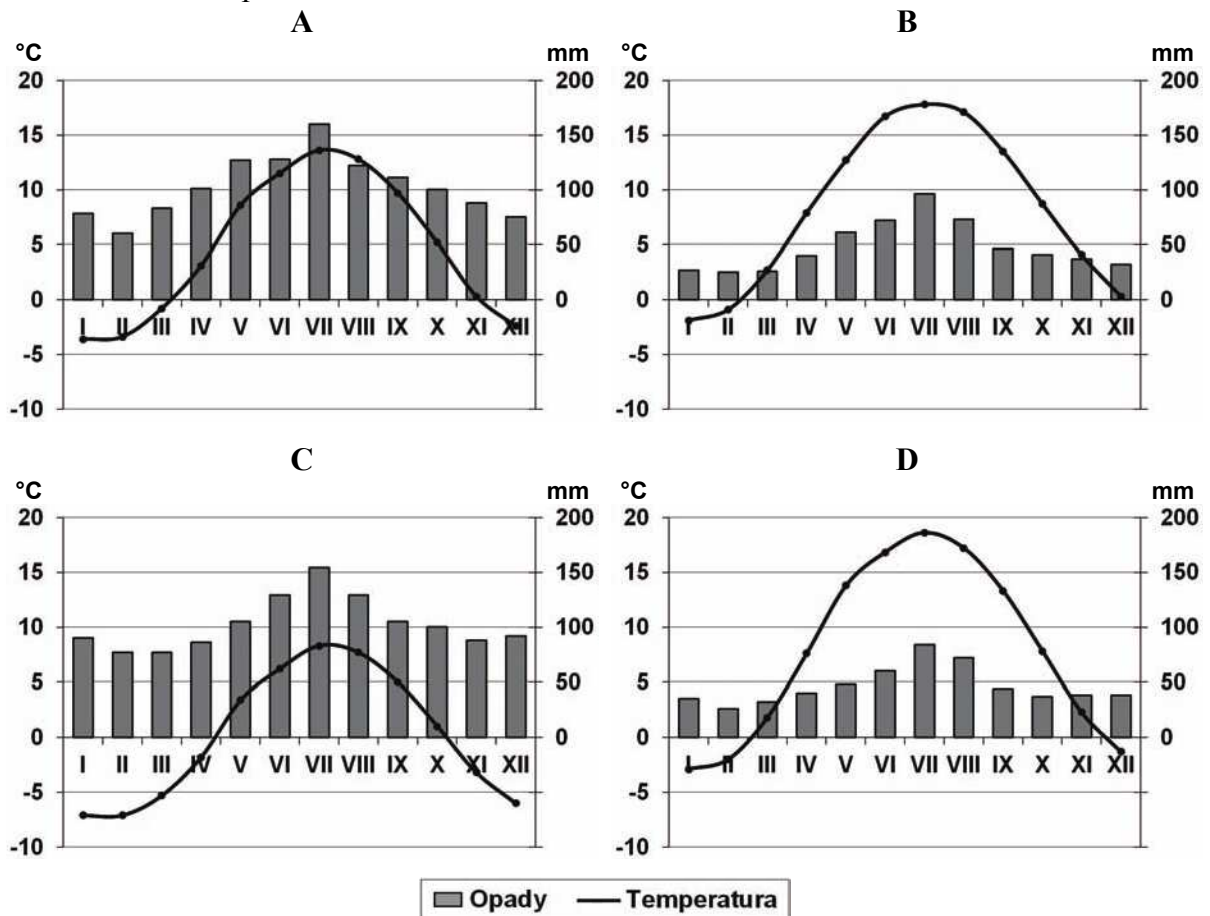 A B
°C mm °C mm
20 200 20 200
15 150 15 150
10 100 10 100
5 50 5 50
0 0 0 0
I II III IV V VI VII VIII IX X XI XII I II III IV V VI VII VIII IX X XI XII
-5 -5
-10 -10
C D
°C mm °C mm
20 200 20 200
15 150 15 150
10 100 10 100
5 50 5 50
0 0 0 0
I II III IV V VI VII VIII IX X XI XII I II III IV V VI VII VIII IX X XI XII
-5 -5
-10 -10
Opady Temperatura